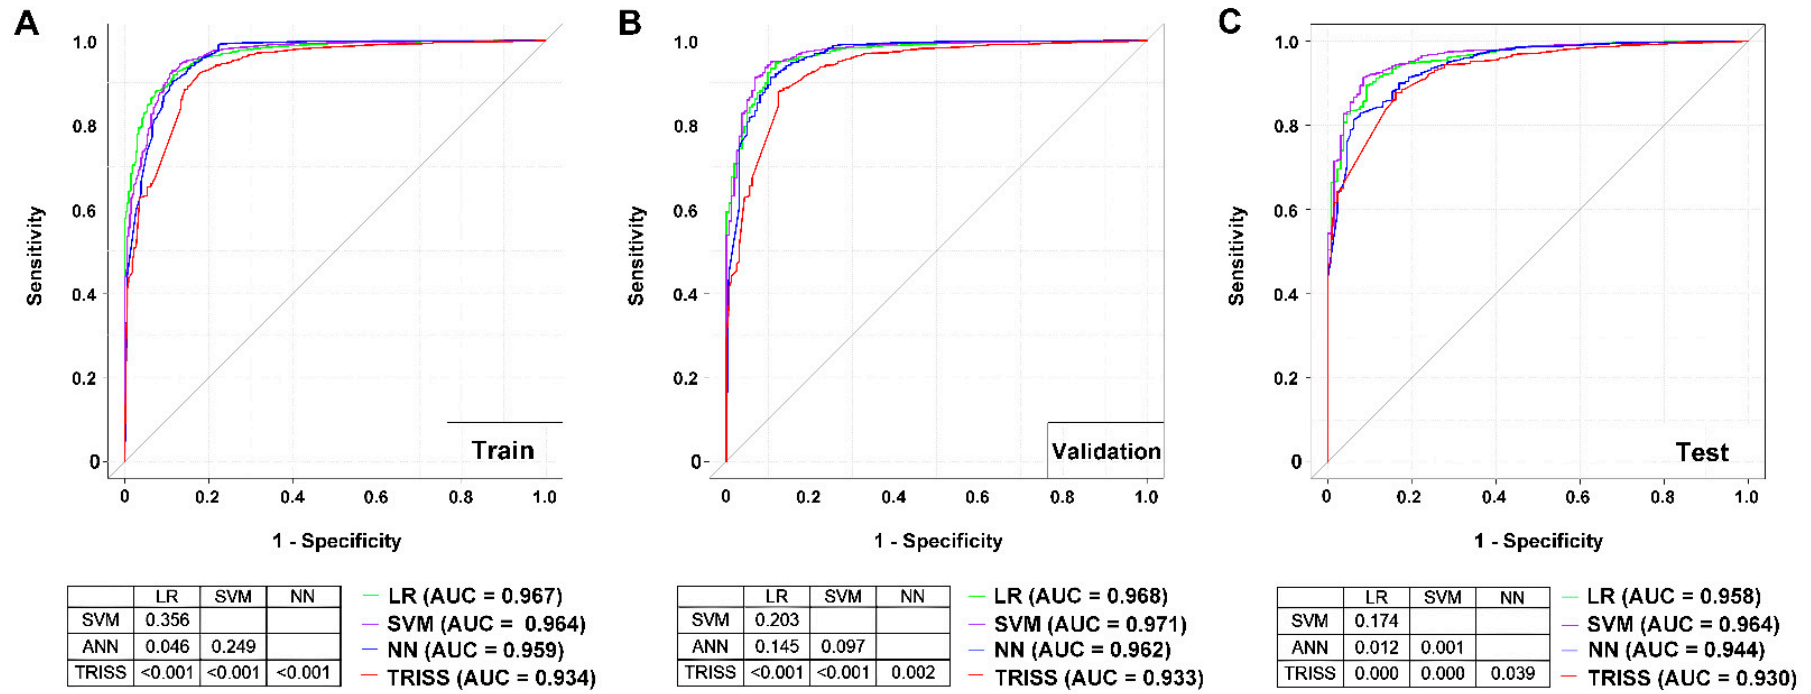 A
Sensitivity
1.0
0.8
0.6
0.4
0.2
0
Train
0 0.2 0.4 0.6 0.8 1.0
1 - Specificity
LR SVM NN
SVM 0.356
ANN 0.046 0.249
TRISS <0.001 <0.001 <0.001
LR (AUC = 0.967)
SVM (AUC = 0.964)
NN (AUC = 0.959)
TRISS (AUC = 0.934)
B
Sensitivity
1.0
0.8
0.6
0.4
0.2
0
Validation
0 0.2 0.4 0.6 0.8 1.0
1 - Specificity
LR SVM NN
SVM 0.203
ANN 0.145 0.097
TRISS <0.001 <0.001 0.002
LR (AUC = 0.968)
SVM (AUC = 0.971)
NN (AUC = 0.962)
TRISS (AUC = 0.933)
C
Sensitivity
1.0
0.8
0.6
0.4
0.2
0
Test
0 0.2 0.4 0.6 0.8 1.0
1 - Specificity
LR SVM NN
SVM 0.174
ANN 0.012 0.001
TRISS 0.000 0.000 0.039
LR (AUC = 0.958)
SVM (AUC = 0.964)
NN (AUC = 0.944)
TRISS (AUC = 0.930)